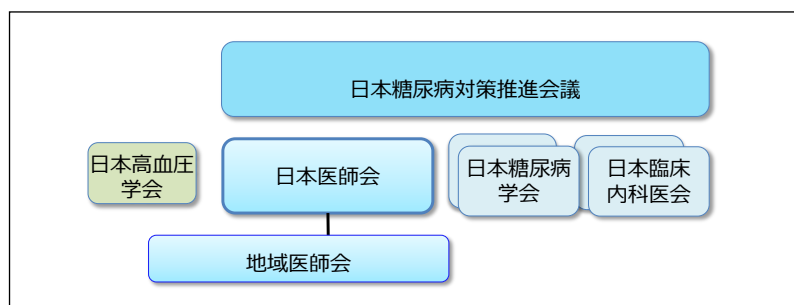 日本糖尿病対策推進会議
日本高血圧
学会
日本医師会
日本糖尿病
学会
日本臨床
内科医会
地域医師会